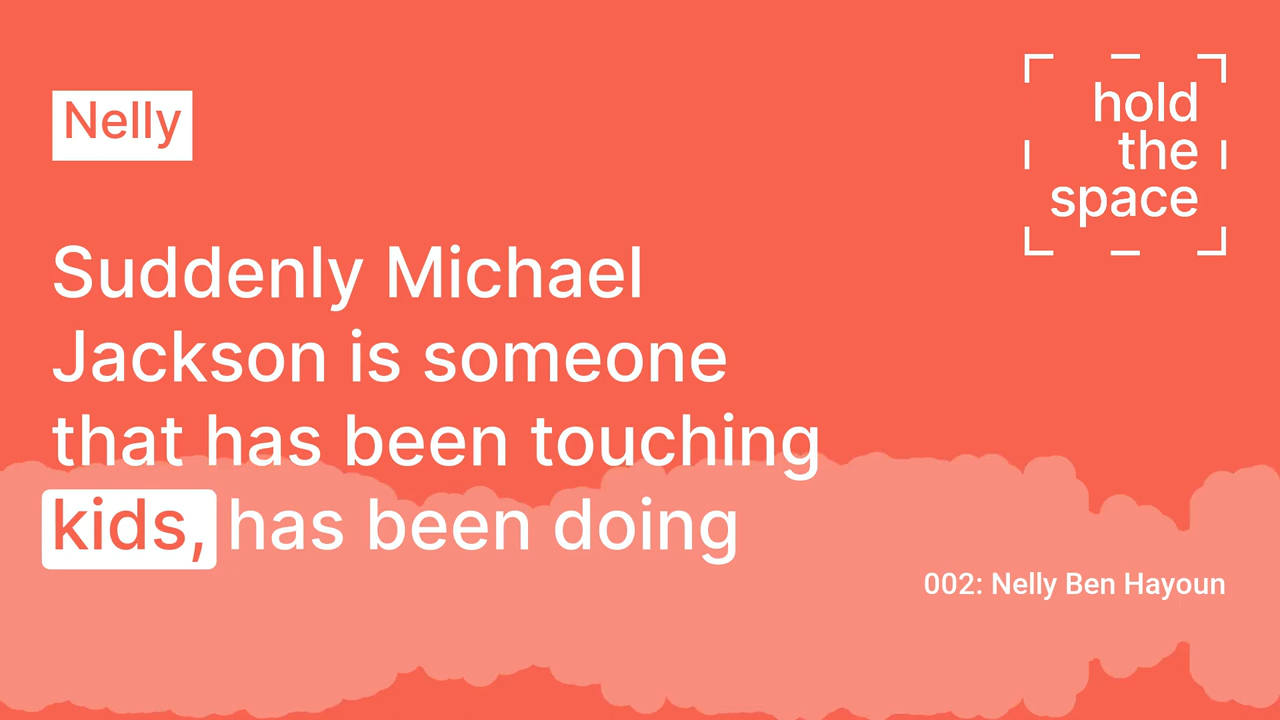 Nelly
hold
the
space
Suddenly Michael
Jackson is someone
that has been touching
kids, has been doing
002: Nelly Ben Hayoun